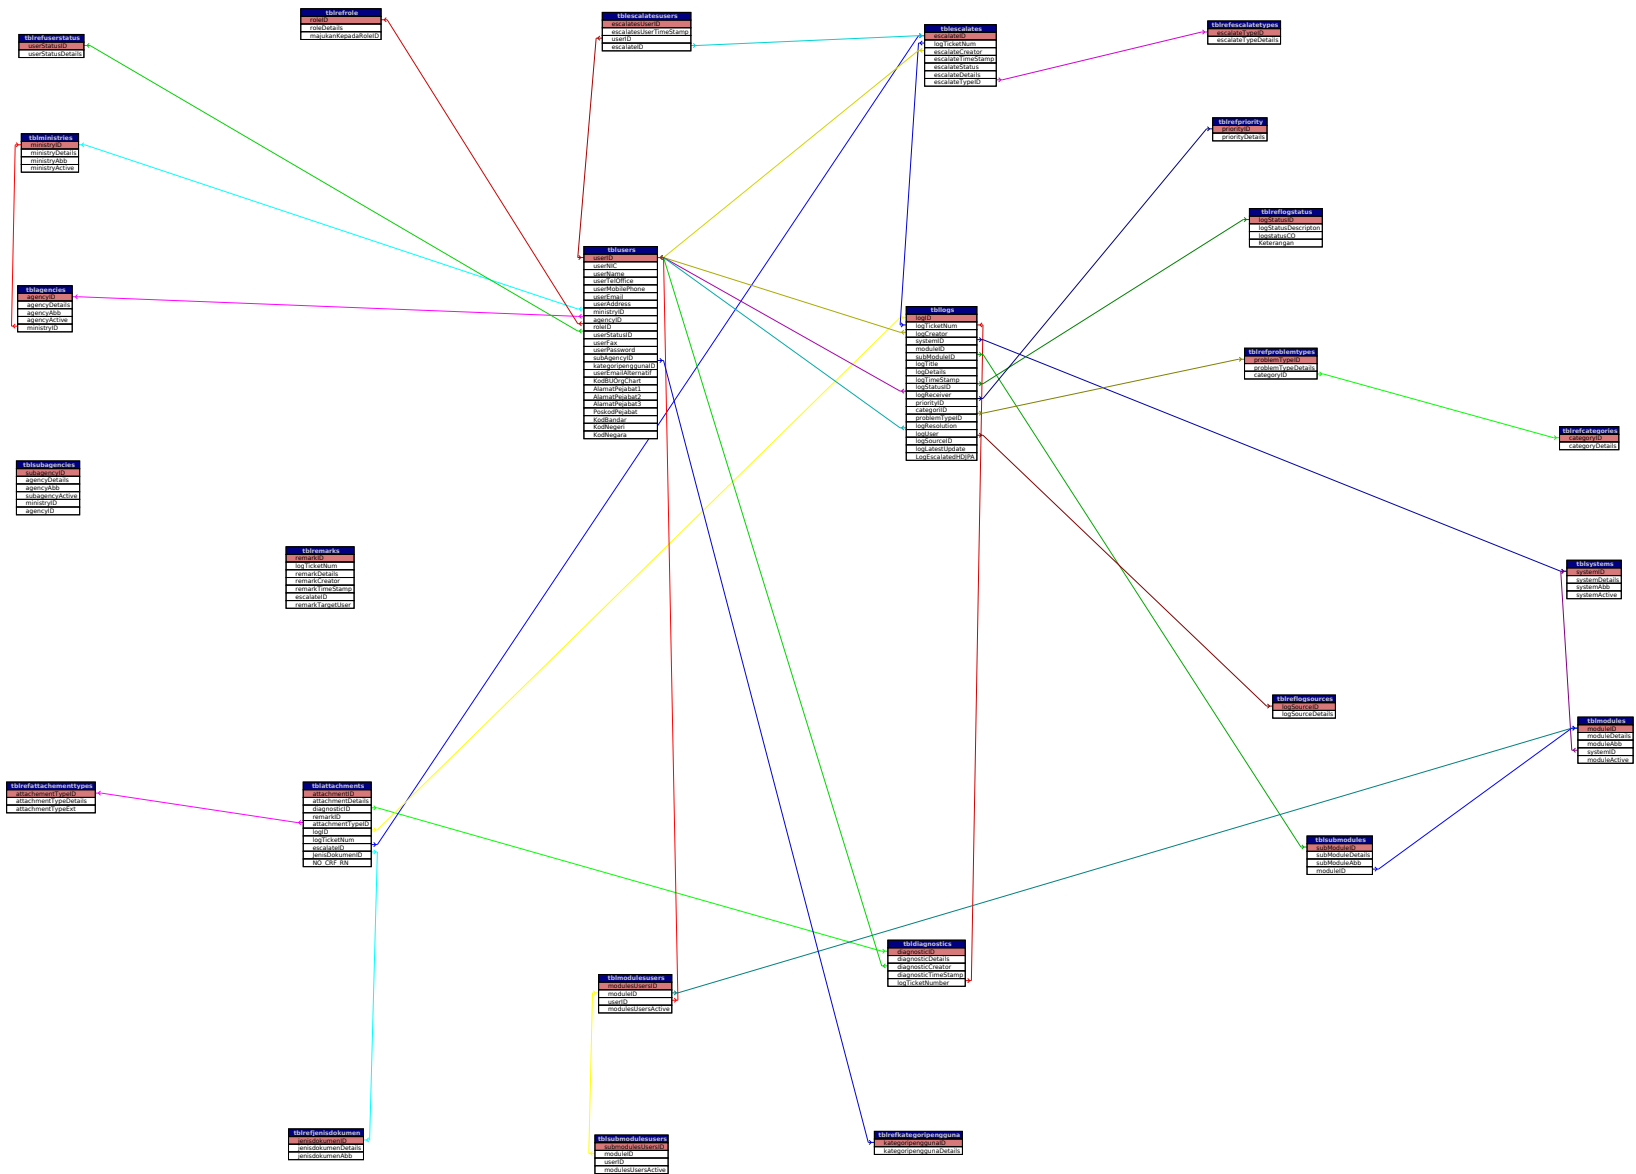 tblrefuserstatus
userStatusID
userStatusDetails
tblrefrole
roleID
roleDetails
majukanKepadaRoleID
tblescalatesusers
escalatesUserID
escalatesUserTimeStamp
userID
escalateID
tblescalates
escalateID
logTicketNum
escalateCreator
escalateTimeStamp
escalateStatus
escalateDetails
escalateTypeID
tblrefescalatetypes
escalateTypeID
escalateTypeDetails
tblministries
ministryID
ministryDetails
ministryAbb
ministryActive
tblrefpriority
priorityID
priorityDetails
tblreflogstatus
logStatusID
logStatusDescripton
logstatusCO
Keterangan
tblusers
userID
userNIC
userName
userTelOffice
userMobilePhone
userEmail
userAddress
ministryID
agencyID
roleID
userStatusID
userFax
userPassword
subAgencyID
kategoripenggunaID
userEmailAlternatif
KodBUOrgChart
AlamatPejabat1
AlamatPejabat2
AlamatPejabat3
PoskodPejabat
KodBandar
KodNegeri
KodNegara
tblagencies
agencyID
agencyDetails
agencyAbb
agencyActive
ministryID
tbllogs
logID
logTicketNum
logCreator
systemID
moduleID
subModuleID
logTitle
logDetails
logTimeStamp
logStatusID
logReceiver
priorityID
categoriID
problemTypeID
logResolution
logUser
logSourceID
logLatestUpdate
LogEscalatedHDJPA
tblrefproblemtypes
problemTypeID
problemTypeDetails
categoryID
tblrefcategories
categoryID
categoryDetails
tblsubagencies
subagencyID
agencyDetails
agencyAbb
subagencyActive
ministryID
agencyID
tblremarks
remarkID
logTicketNum
remarkDetails
remarkCreator
remarkTimeStamp
escalateID
remarkTargetUser
tblsystems
systemID
systemDetails
systemAbb
systemActive
tblreflogsources
logSourceID
logSourceDetails
tblmodules
moduleID
moduleDetails
moduleAbb
systemID
moduleActive
tblrefattachementtypes
attachementTypeID
attachmentTypeDetails
attachmentTypeExt
tblattachments
attachmentID
attachmentDetails
diagnosticID
remarkID
attachmentTypeID
logID
logTicketNum
escalateID
JenisDokumenID
NO_CRF_RN
tblsubmodules
subModuleID
subModuleDetails
subModuleAbb
moduleID
tbldiagnostics
diagnosticID
diagnosticDetails
diagnosticCreator
diagnosticTimeStamp
logTicketNumber
tblmodulesusers
modulesUsersID
moduleID
userID
modulesUsersActive
tblrefjenisdokumen
jenisdokumenID
jenisdokumenDetails
jenisdokumenAbb
tblsubmodulesusers
submodulesUsersID
moduleID
userID
modulesUsersActive
tblrefkategoripengguna
kategoripenggunaID
kategoripenggunaDetails